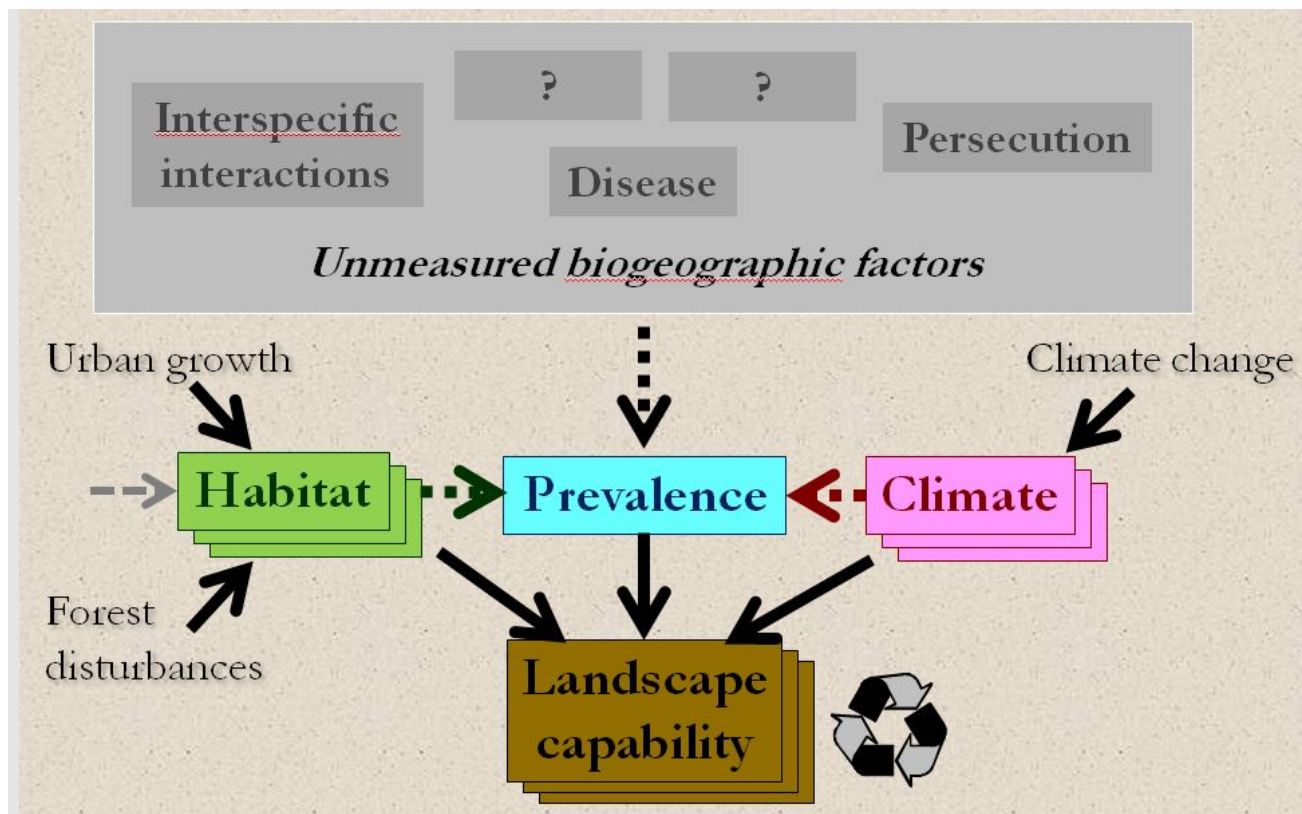 ?
?
Interspecific
interactions
Persecution
Disease
Unmeasured biogeographic factors
Urban growth
Climate change
Habitat
Prevalence
Climate
Forest
disturbances
Landscape
capability